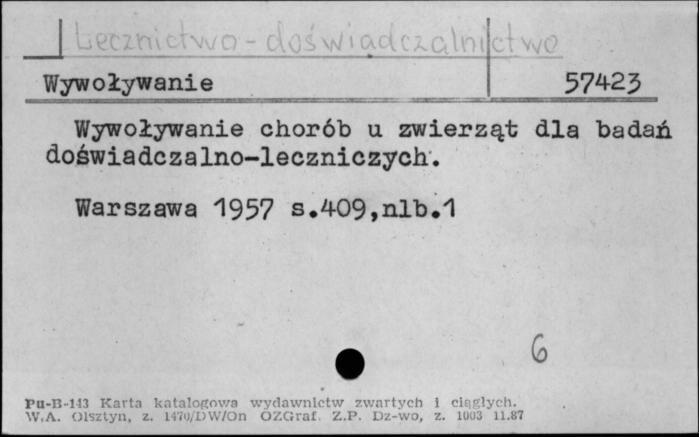 Lecznictwo - doświadczalnictwo
Wywoływanie 57423
Wywoływanie chorób u zwierząt dla badań
doświadczalno-leczniczych.
Warszawa 1957 s.409,nlb.1
6
Pu-B-143 Karta katalogowa wydawnictw zwartych i ciągłych.
W.A. Olsztyn, z. 1470/DW/On OZGraf. Z.P. Dz-wo, z. 1003 11.87